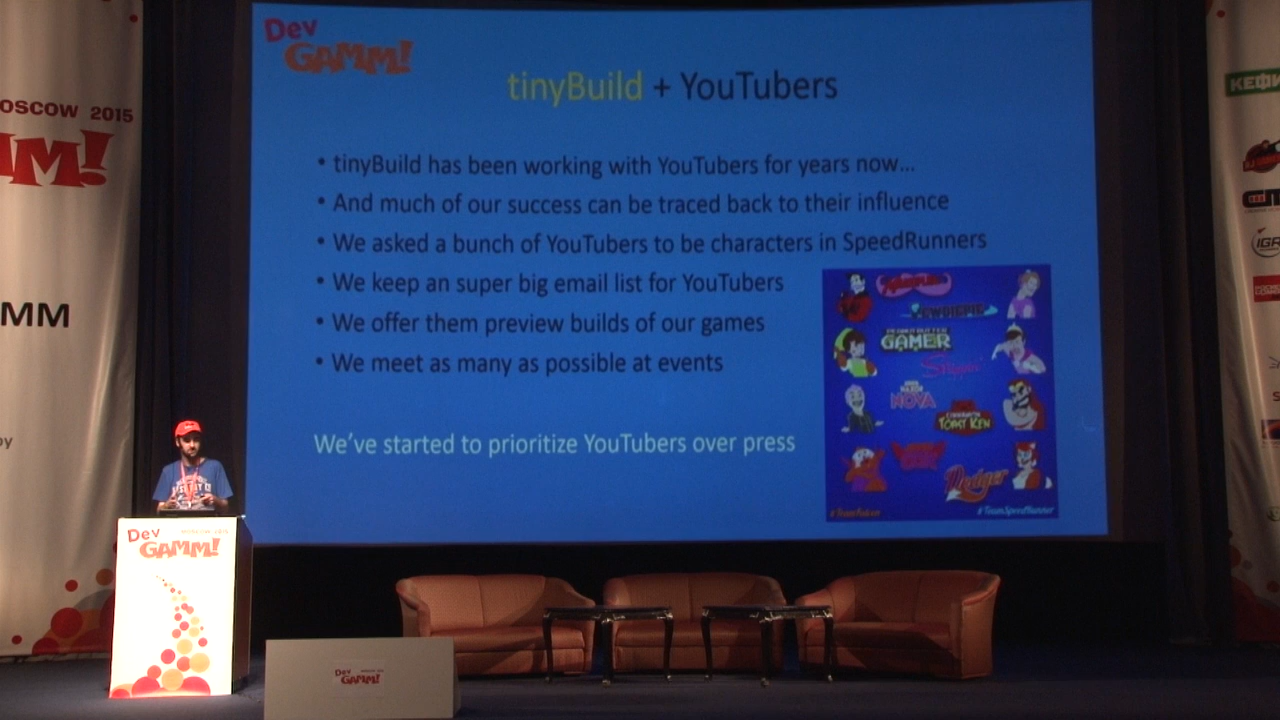 Dev
GAMM!
tinyBuild + YouTubers
• tinyBuild has been working with YouTubers for years now...
• And much of our success can be traced back to their influence
• We asked a bunch of YouTubers to be characters in SpeedRunners
• We keep an super big email list for YouTubers
• We offer them preview builds of our games
• We meet as many as possible at events
We've started to prioritize YouTubers over press
GAMER
NOVA
TOAST KEN
#TeamSpeedRunner
2015
MM
Dev
GAMM!
Dev
GAMM!